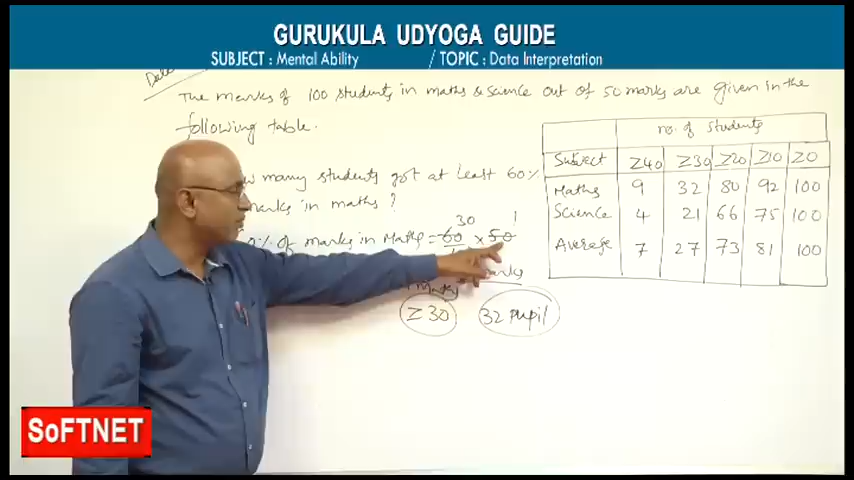 GURUKULA UDYOGA GUIDE
SUBJECT : Mental Ability / TOPIC : Data Interpretation
The marks of 100 students in maths & science out of 50 marks are given in the
following table.
w many students got at least 60%
marks in maths?
0% of marks in Maths = 60 × 50
30 1
marks
≥30 32 pupil
no. of students
Subject ≥40 ≥30 ≥20 ≥10 ≥0
Maths 9 32 80 92 100
Science 4 21 66 75 100
Average 7 27 73 81 100
SoFTNET